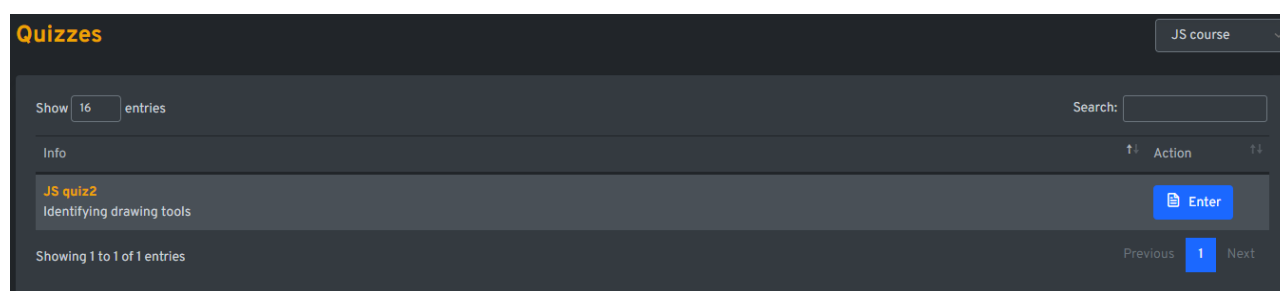 Quizzes
JS course
Show 16 entries
Search:
Info
Action
JS quiz2
Identifying drawing tools
Enter
Showing 1 to 1 of 1 entries
Previous 1 Next